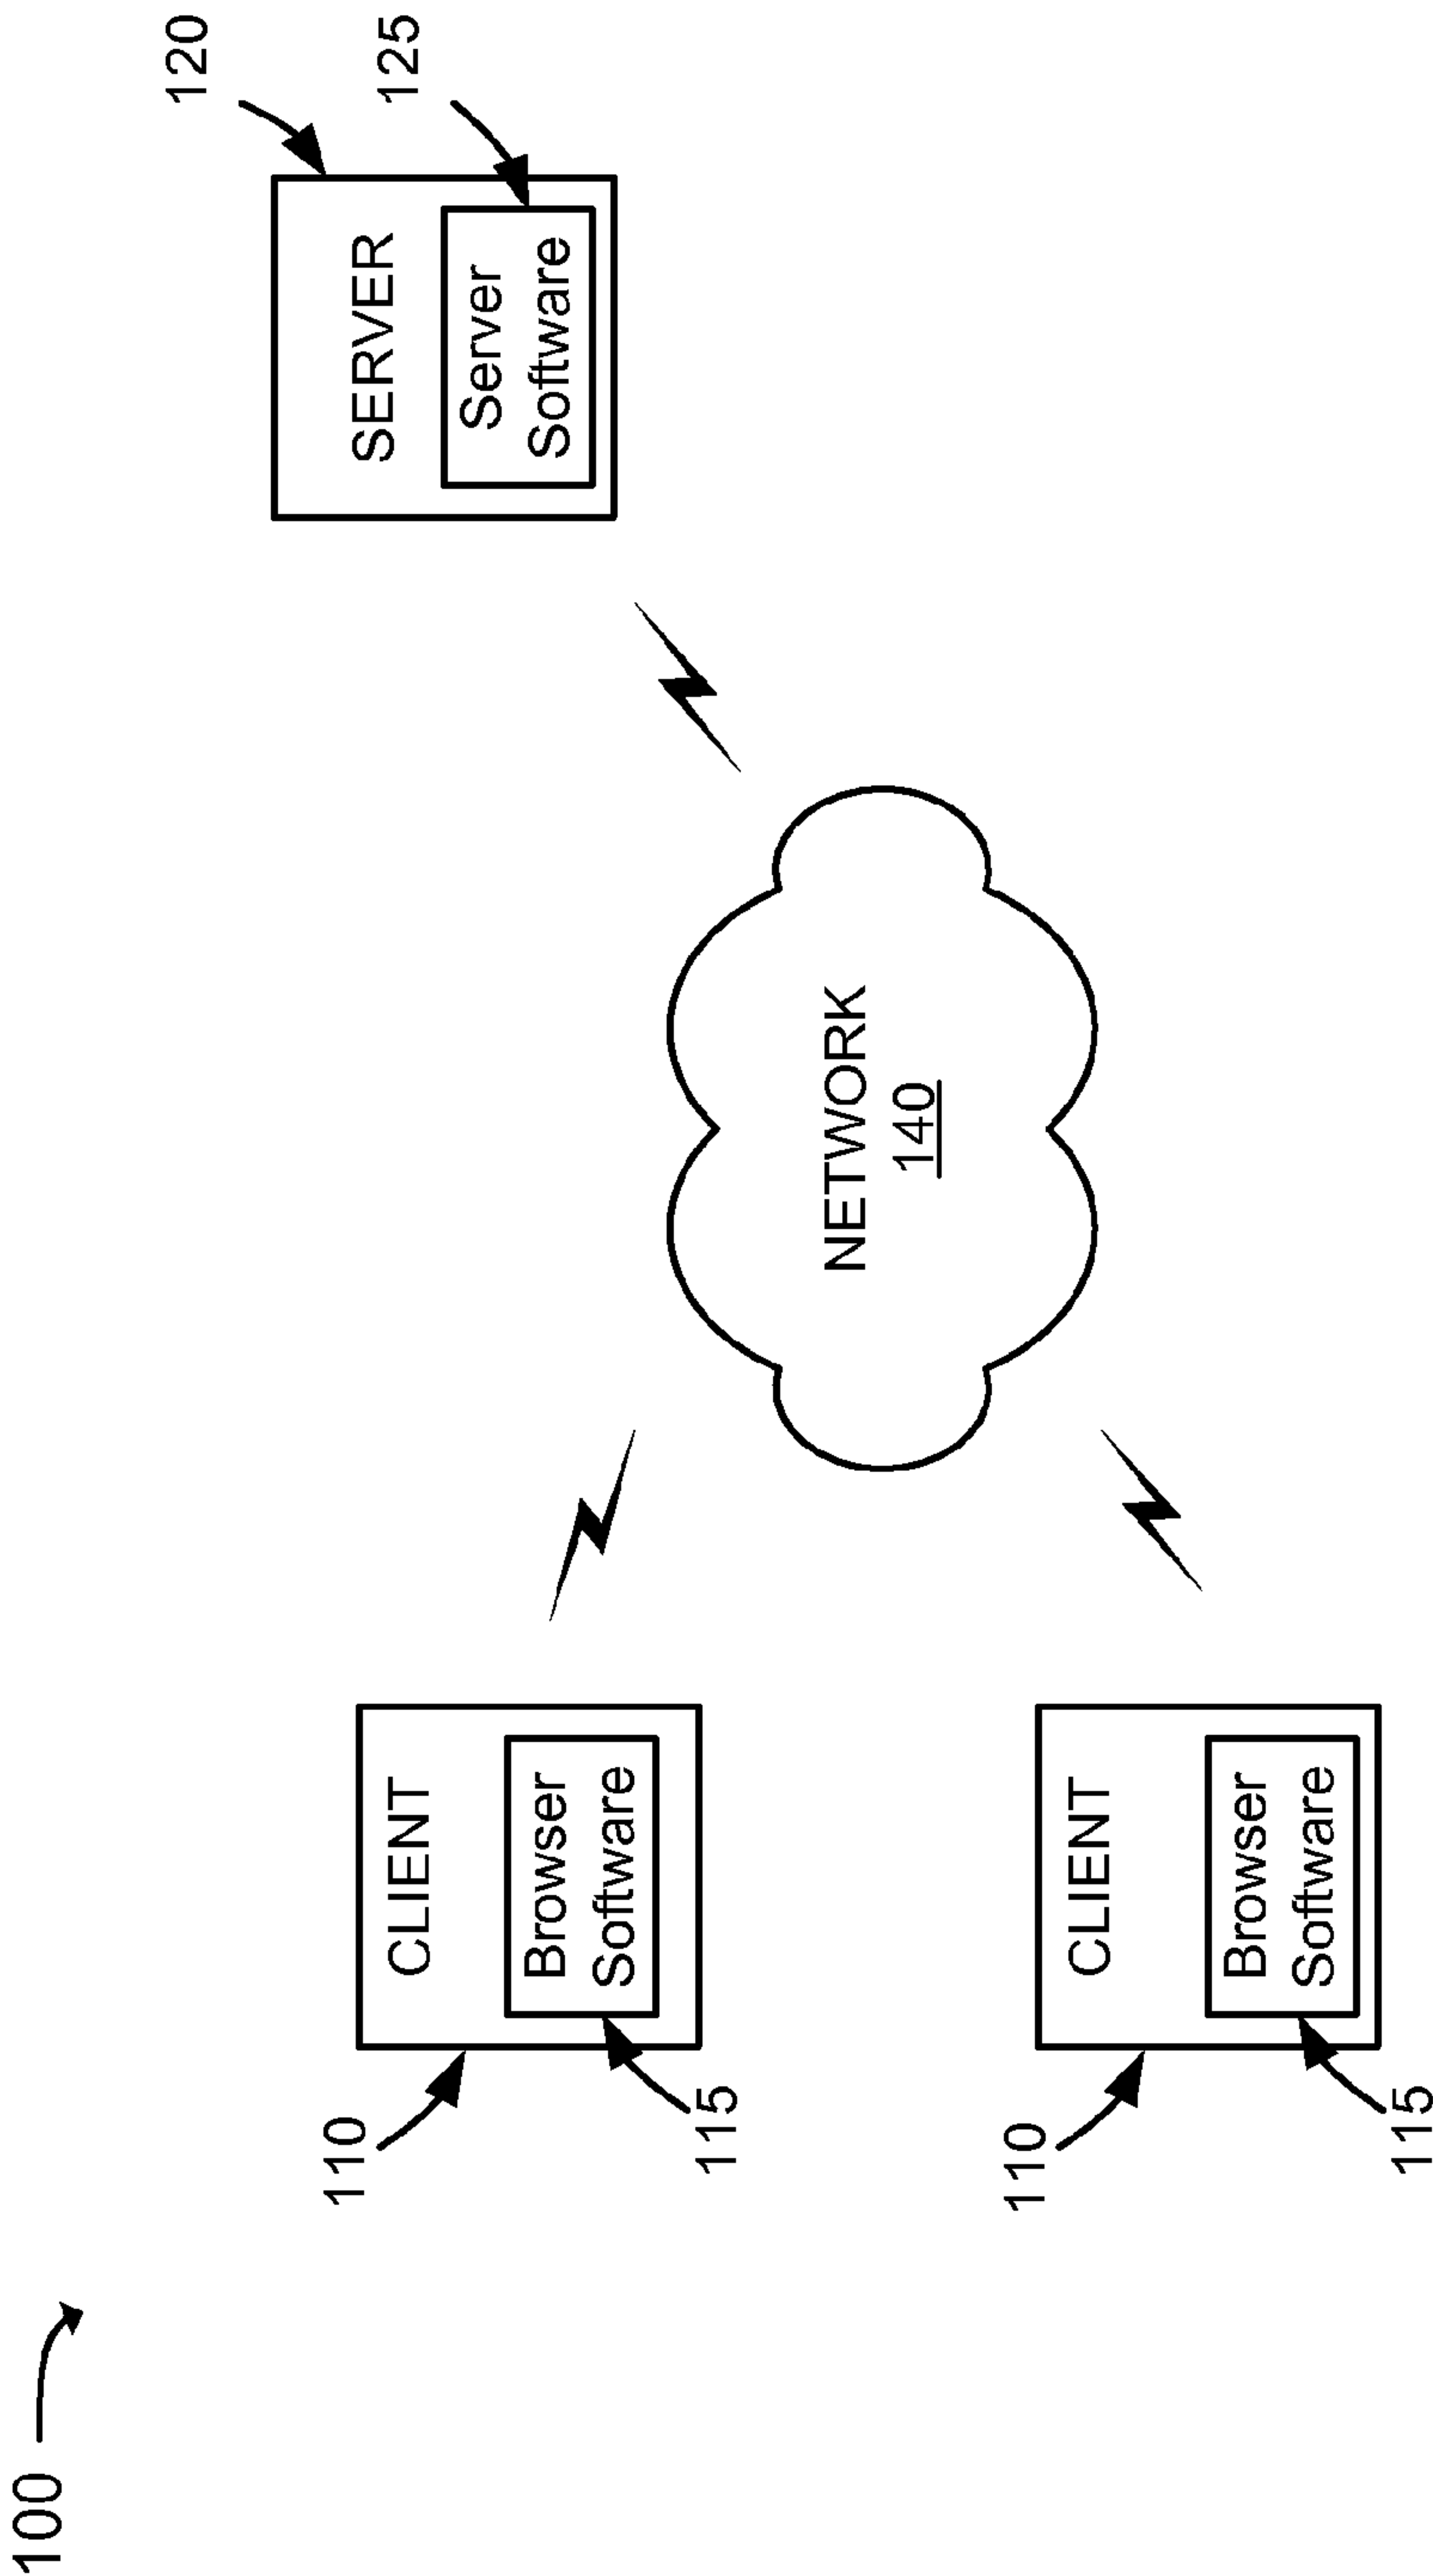 100
110
CLIENT
Browser
Software
115
110
CLIENT
Browser
Software
115
NETWORK
140
120
SERVER
Server
Software
125